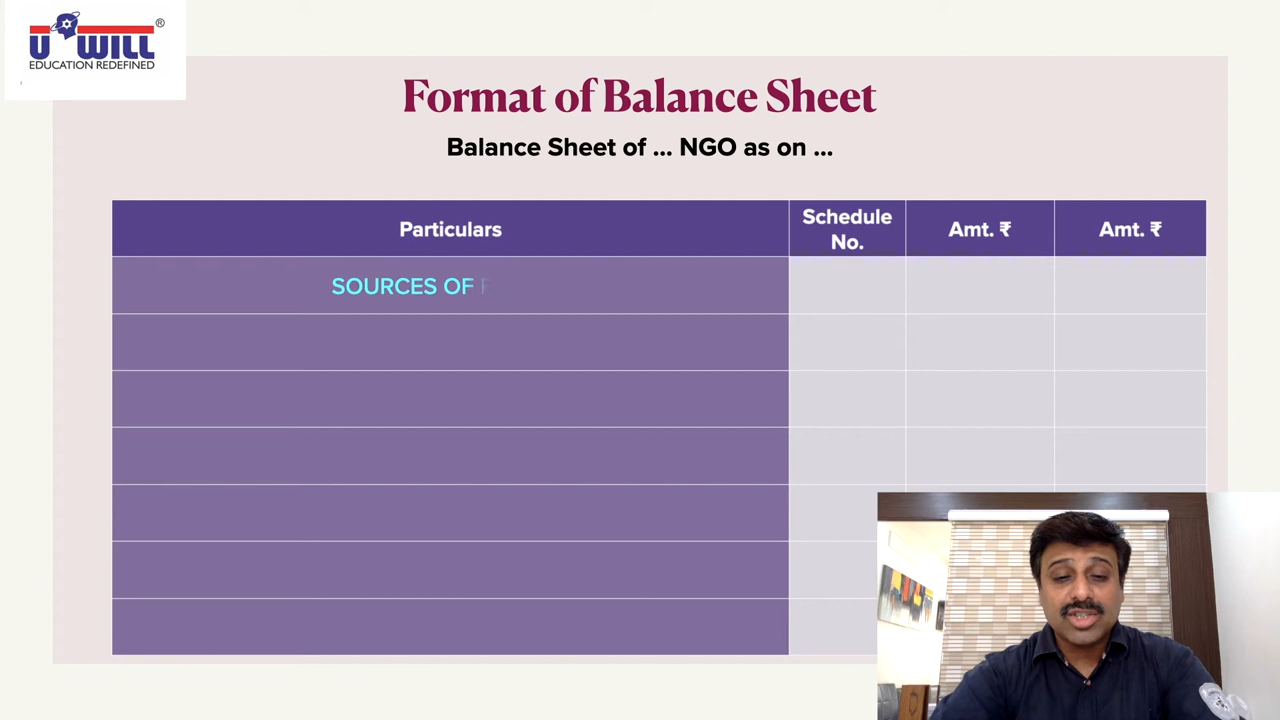 U WILL
®
EDUCATION REDEFINED
Format of Balance Sheet
Balance Sheet of ... NGO as on ...
Particulars
Schedule
No.
Amt. ₹
Amt. ₹
SOURCES OF